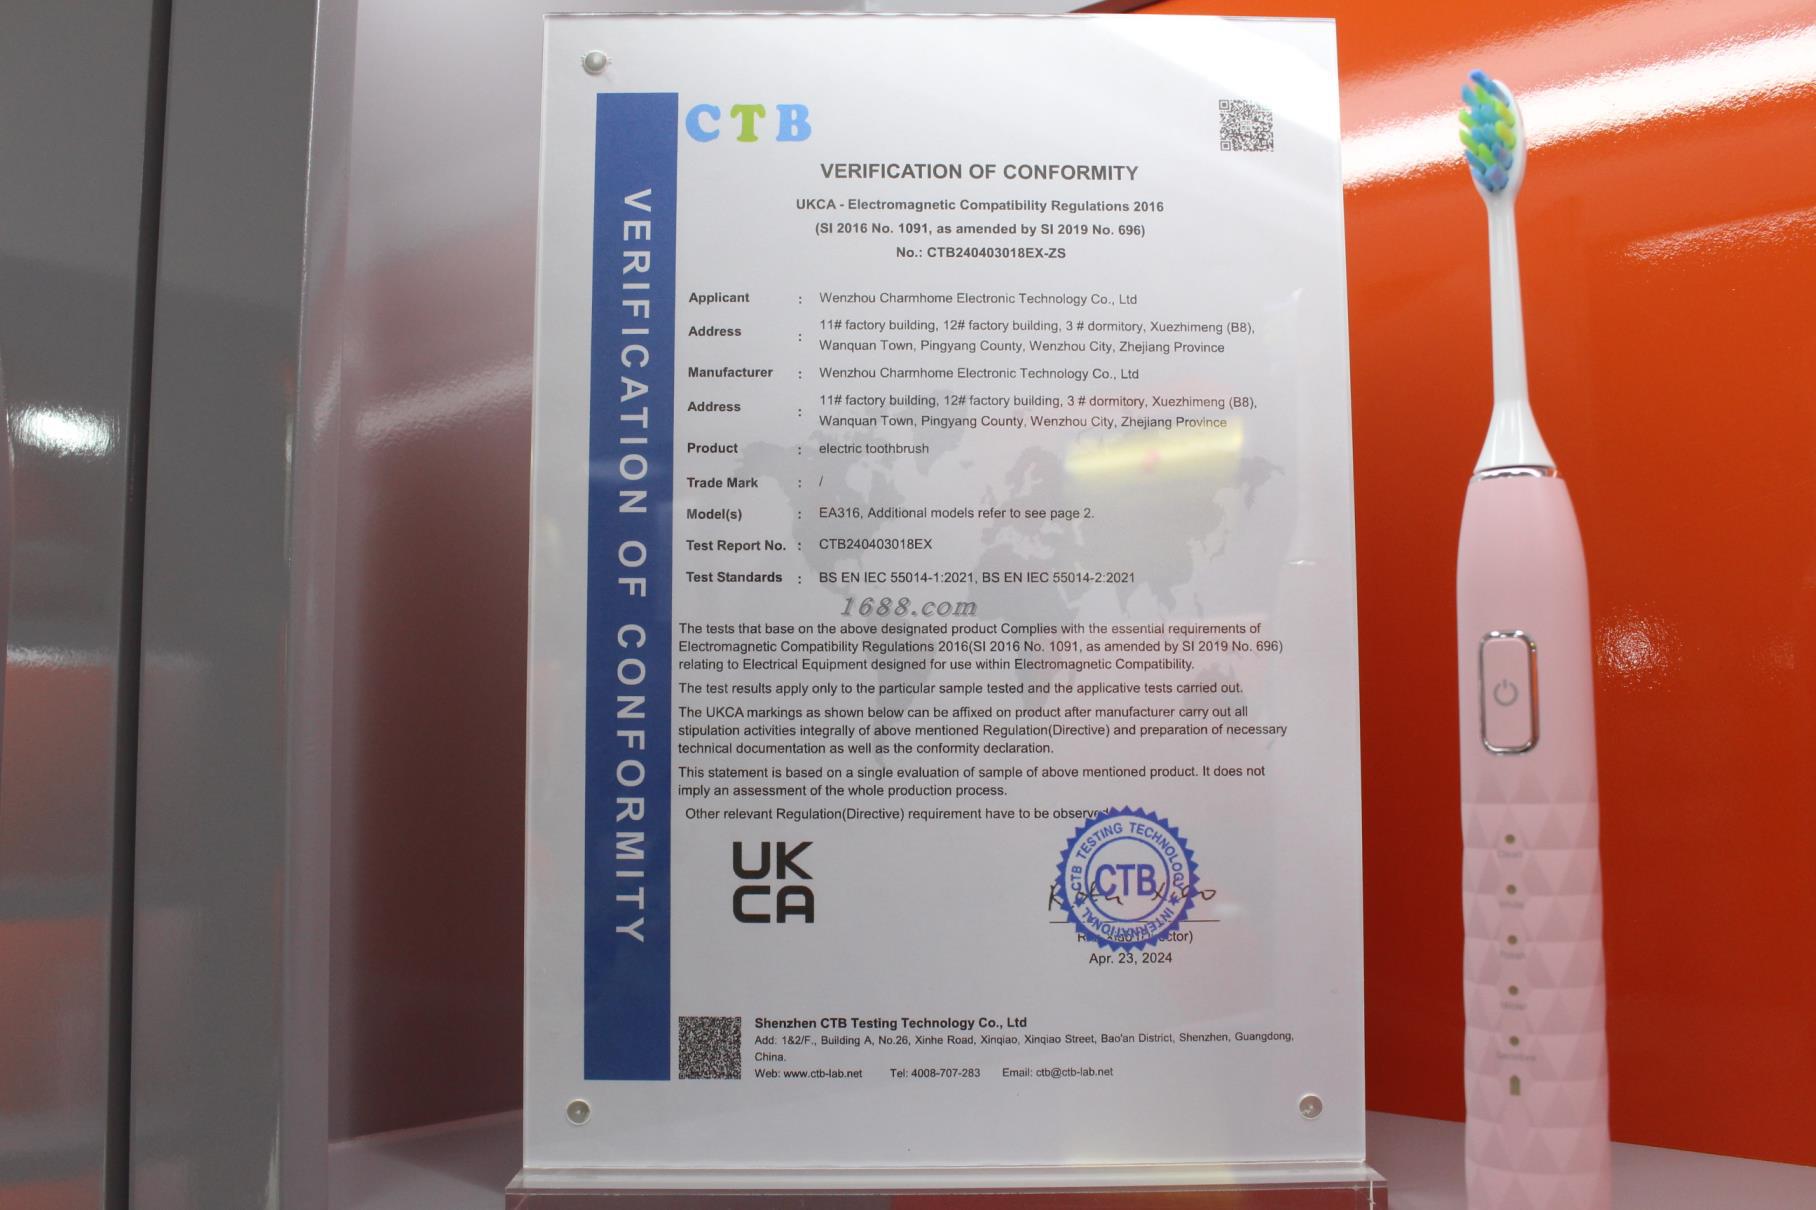 CTB
VERIFICATION OF CONFORMITY
VERIFICATION OF CONFORMITY
UKCA - Electromagnetic Compatibility Regulations 2016
(SI 2016 No. 1091, as amended by SI 2019 No. 696)
No.: CTB240403018EX-ZS
Applicant : Wenzhou Charmhome Electronic Technology Co., Ltd
Address : 11# factory building, 12# factory building, 3 # dormitory, Xuezhimeng (B8),
Wanquan Town, Pingyang County, Wenzhou City, Zhejiang Province
Manufacturer : Wenzhou Charmhome Electronic Technology Co., Ltd
Address : 11# factory building, 12# factory building, 3 # dormitory, Xuezhimeng (B8),
Wanquan Town, Pingyang County, Wenzhou City, Zhejiang Province
Product : electric toothbrush
Trade Mark : /
Model(s) : EA316, Additional models refer to see page 2.
Test Report No. : CTB240403018EX
Test Standards : BS EN IEC 55014-1:2021, BS EN IEC 55014-2:2021
1688.com
The tests that base on the above designated product Complies with the essential requirements of
Electromagnetic Compatibility Regulations 2016(SI 2016 No. 1091, as amended by SI 2019 No. 696)
relating to Electrical Equipment designed for use within Electromagnetic Compatibility.
The test results apply only to the particular sample tested and the applicative tests carried out.
The UKCA markings as shown below can be affixed on product after manufacturer carry out all
stipulation activities integrally of above mentioned Regulation(Directive) and preparation of necessary
technical documentation as well as the conformity declaration.
This statement is based on a single evaluation of sample of above mentioned product. It does not
imply an assessment of the whole production process.
Other relevant Regulation(Directive) requirement have to be observed
UK
CA
CTB TESTING TECHNOLOGY
CTB
INTERNATIONAL
Apr. 23, 2024
Shenzhen CTB Testing Technology Co., Ltd
Add: 1&2/F., Building A, No.26, Xinhe Road, Xinqiao, Xinqiao Street, Bao'an District, Shenzhen, Guangdong,
China.
Web: www.ctb-lab.net Tel: 4008-707-283 Email: ctb@ctb-lab.net